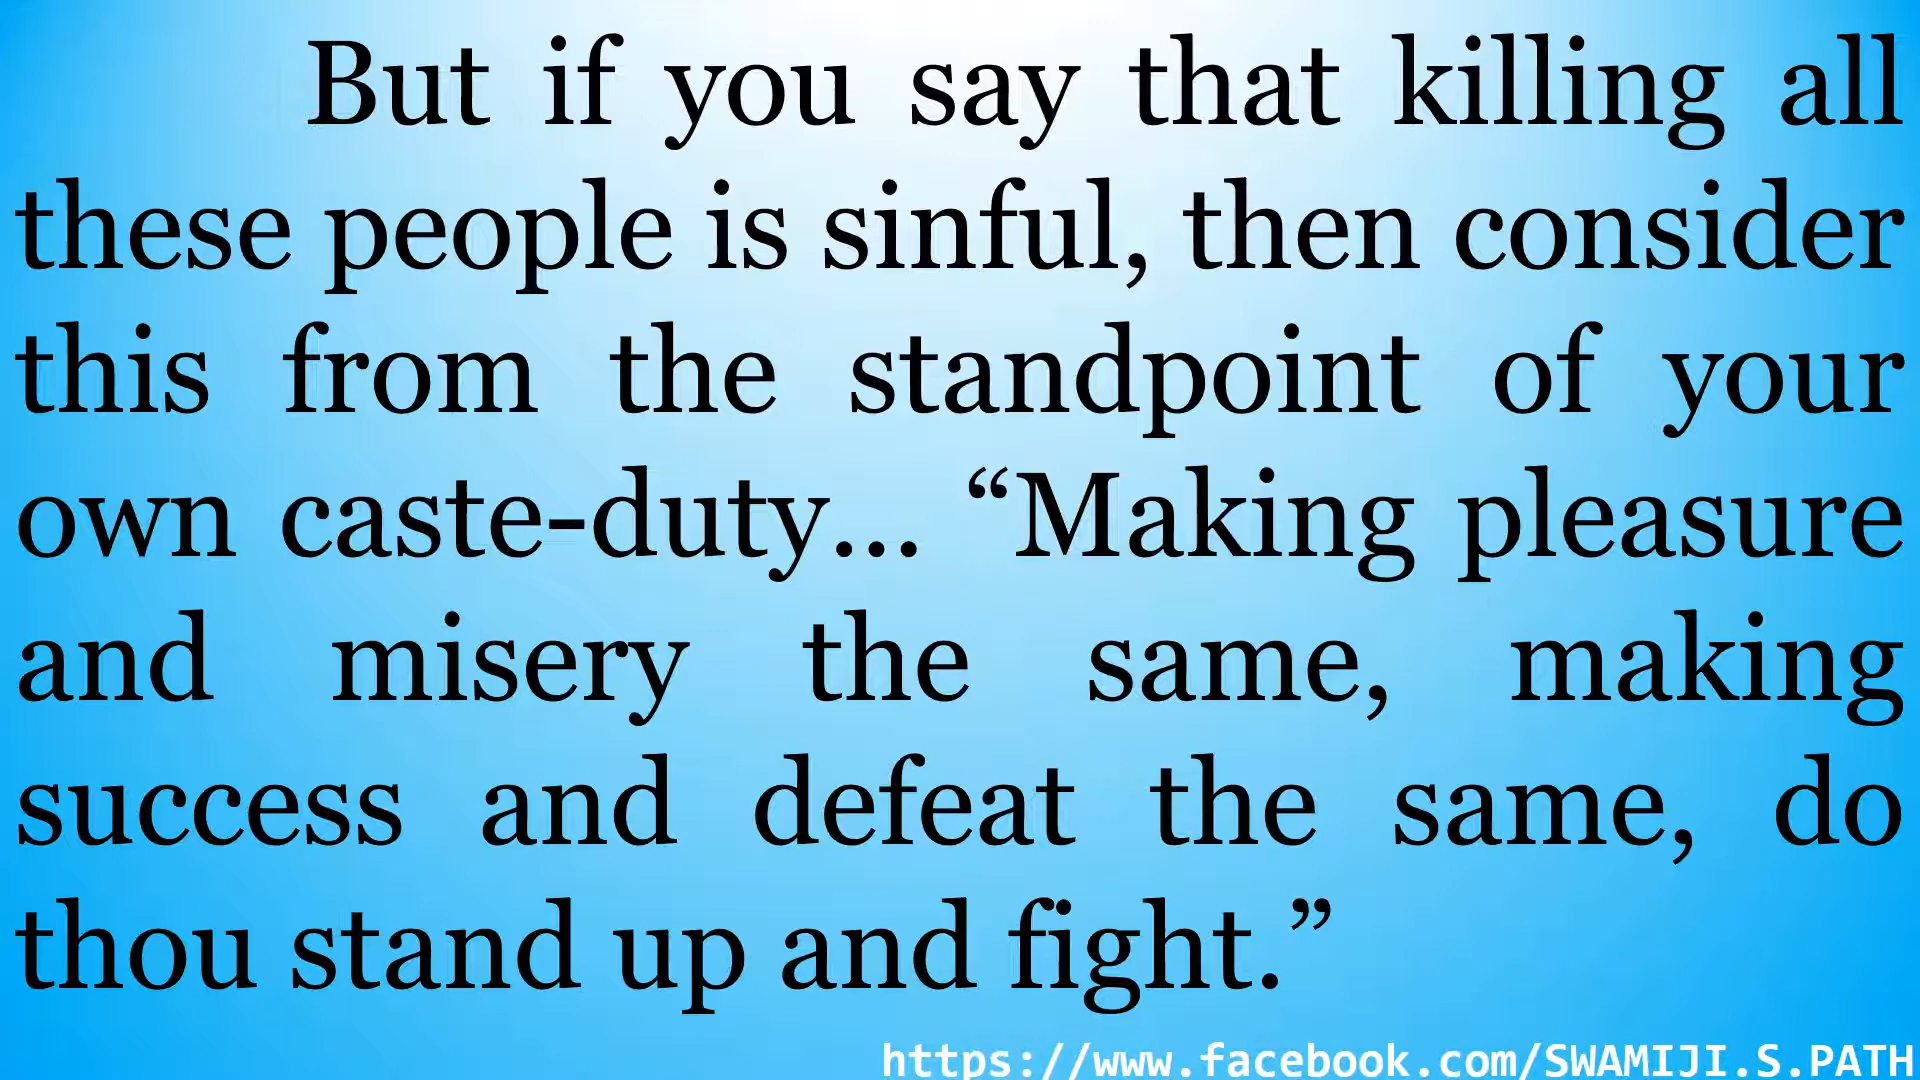 But if you say that killing all
these people is sinful, then consider
this from the standpoint of your
own caste-duty... “Making pleasure
and misery the same, making
success and defeat the same, do
thou stand up and fight.”
https://www.facebook.com/SWAMIJI.S.PATH